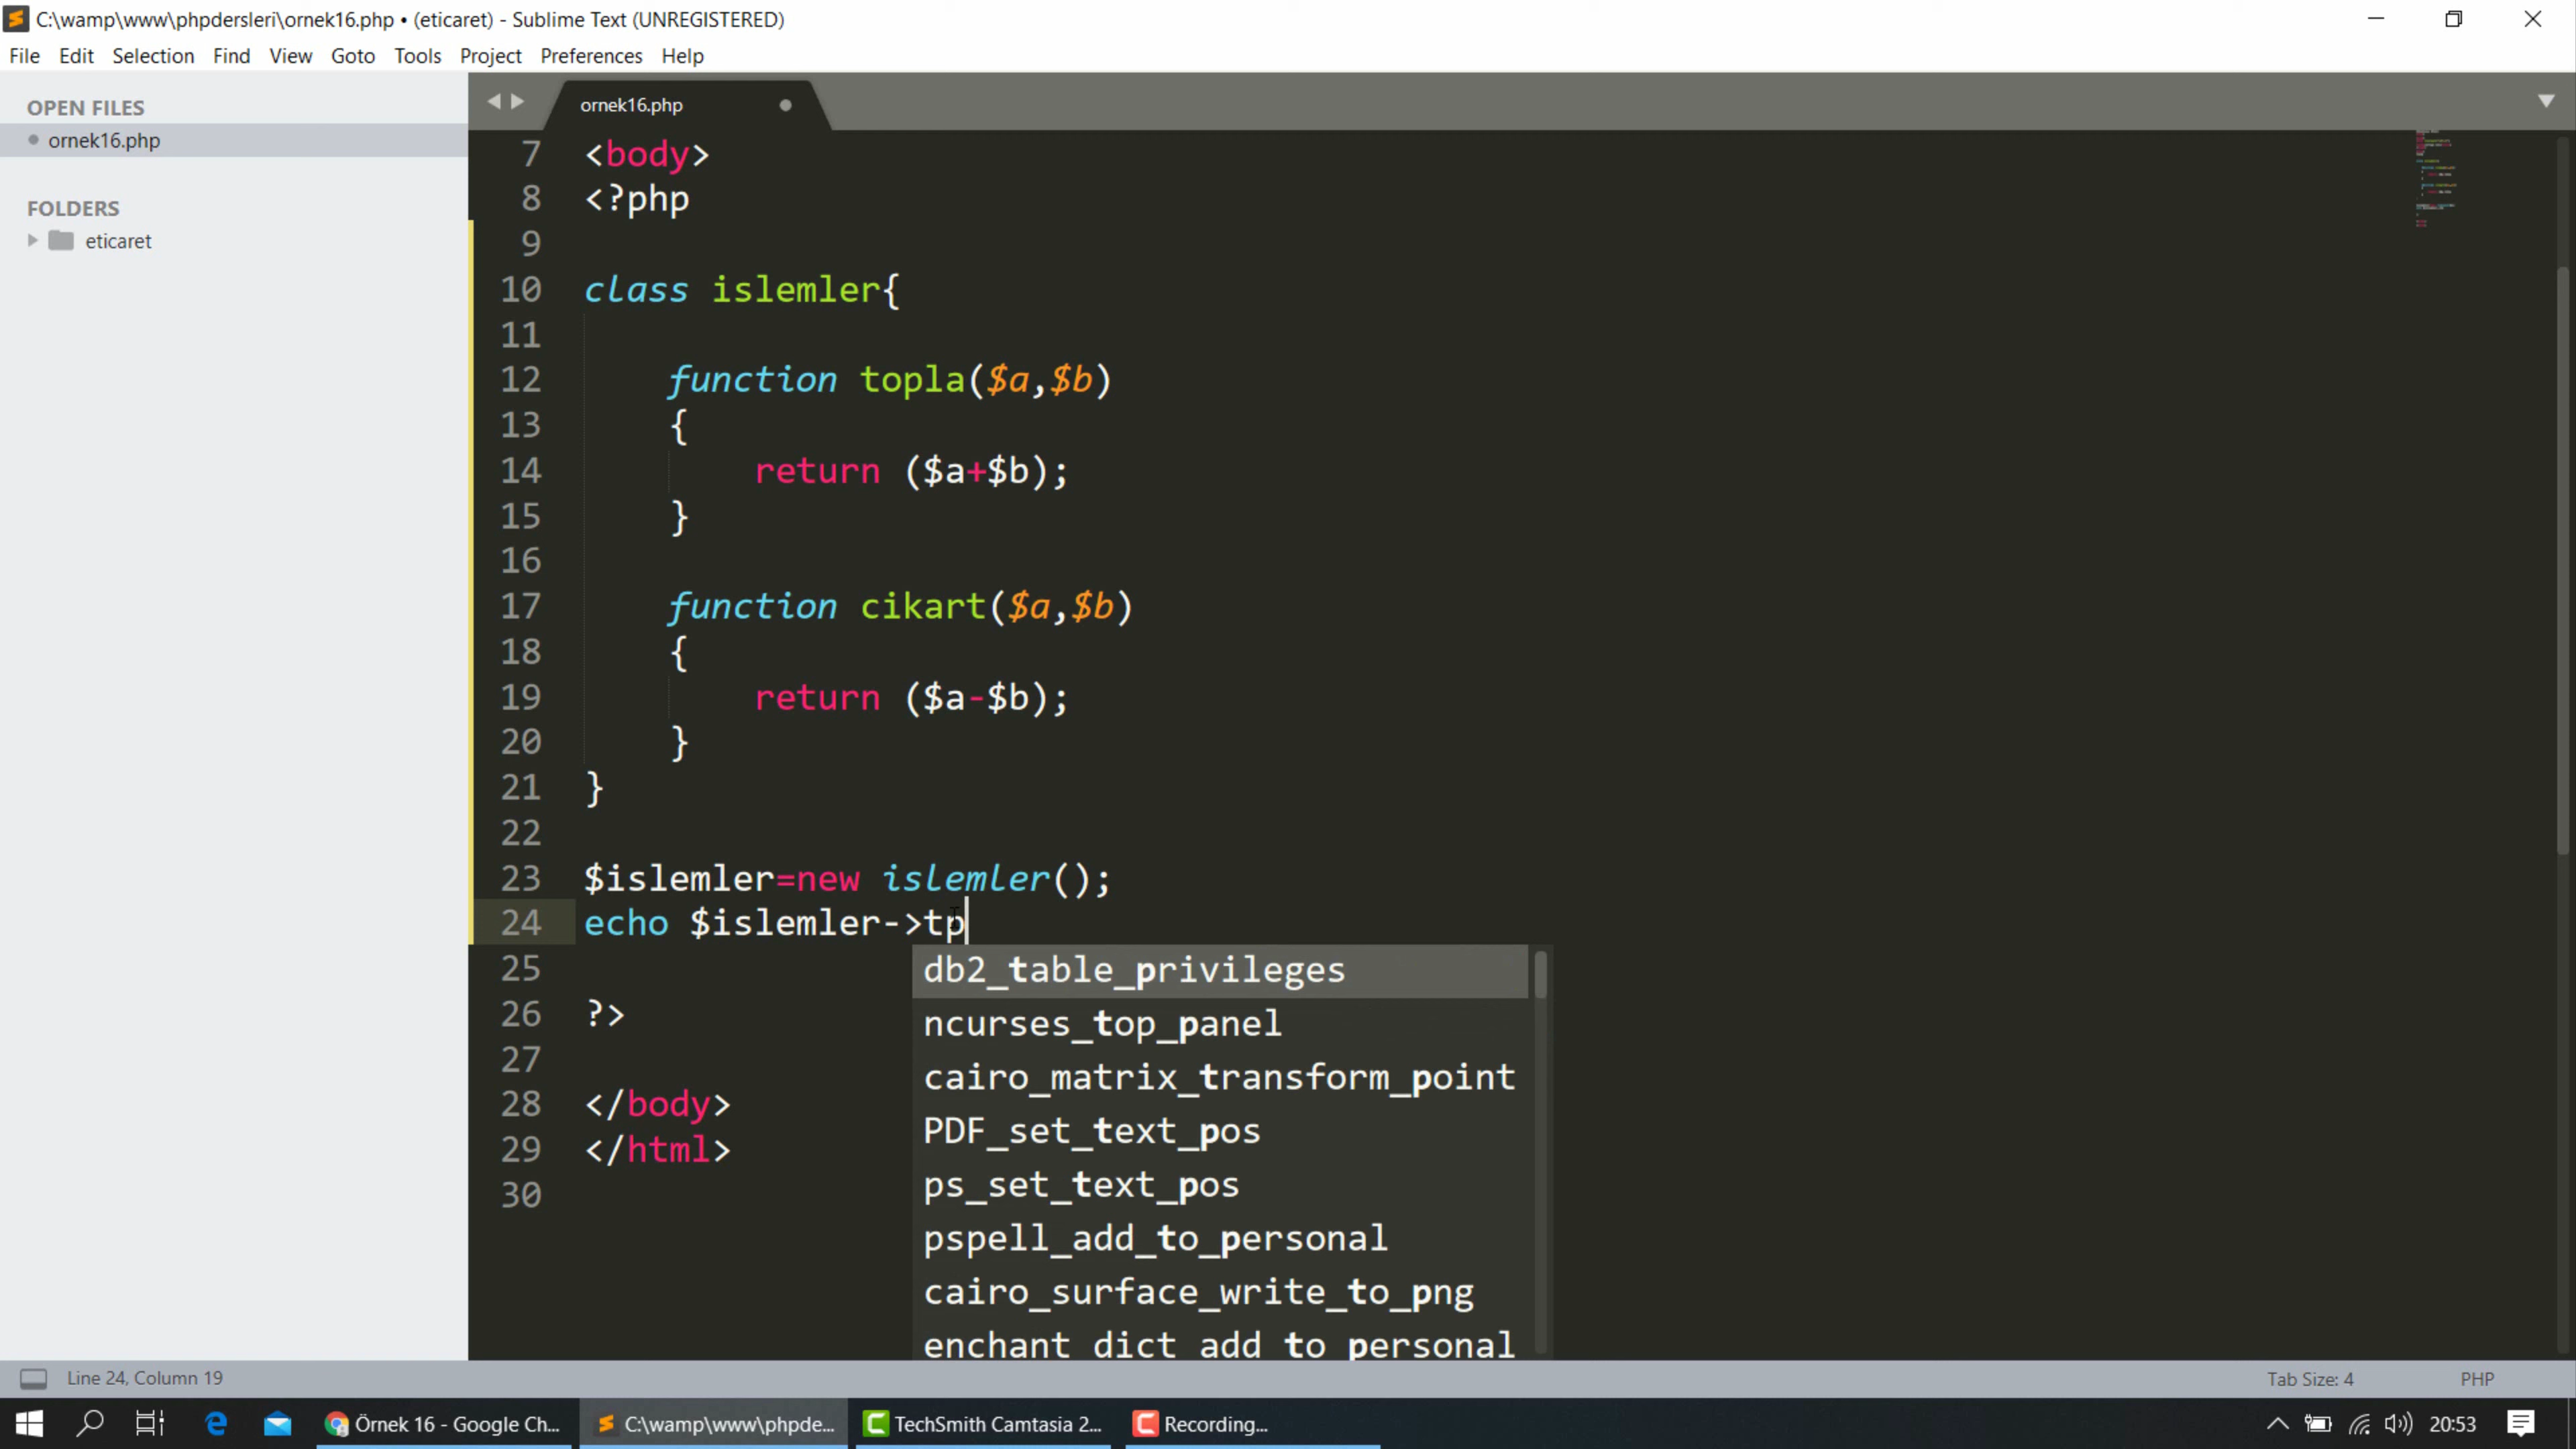 C:\wamp\www\phpdersleri\ornek16.php • (eticaret) - Sublime Text (UNREGISTERED)
File Edit Selection Find View Goto Tools Project Preferences Help
OPEN FILES
ornek16.php
FOLDERS
eticaret
ornek16.php
7 <body>
8 <?php
9
10 class islemler{
11
12 function topla($a,$b)
13 {
14 return ($a+$b);
15 }
16
17 function cikart($a,$b)
18 {
19 return ($a-$b);
20 }
21 }
22
23 $islemler=new islemler();
24 echo $islemler->tp
25
26 ?>
27
28 </body>
29 </html>
30
db2_table_privileges
ncurses_top_panel
cairo_matrix_transform_point
PDF_set_text_pos
ps_set_text_pos
pspell_add_to_personal
cairo_surface_write_to_png
enchant_dict_add_to_personal
Line 24, Column 19
Tab Size: 4
PHP
Örnek 16 - Google Ch...
C:\wamp\www\phpde...
TechSmith Camtasia 2...
Recording...
20:53